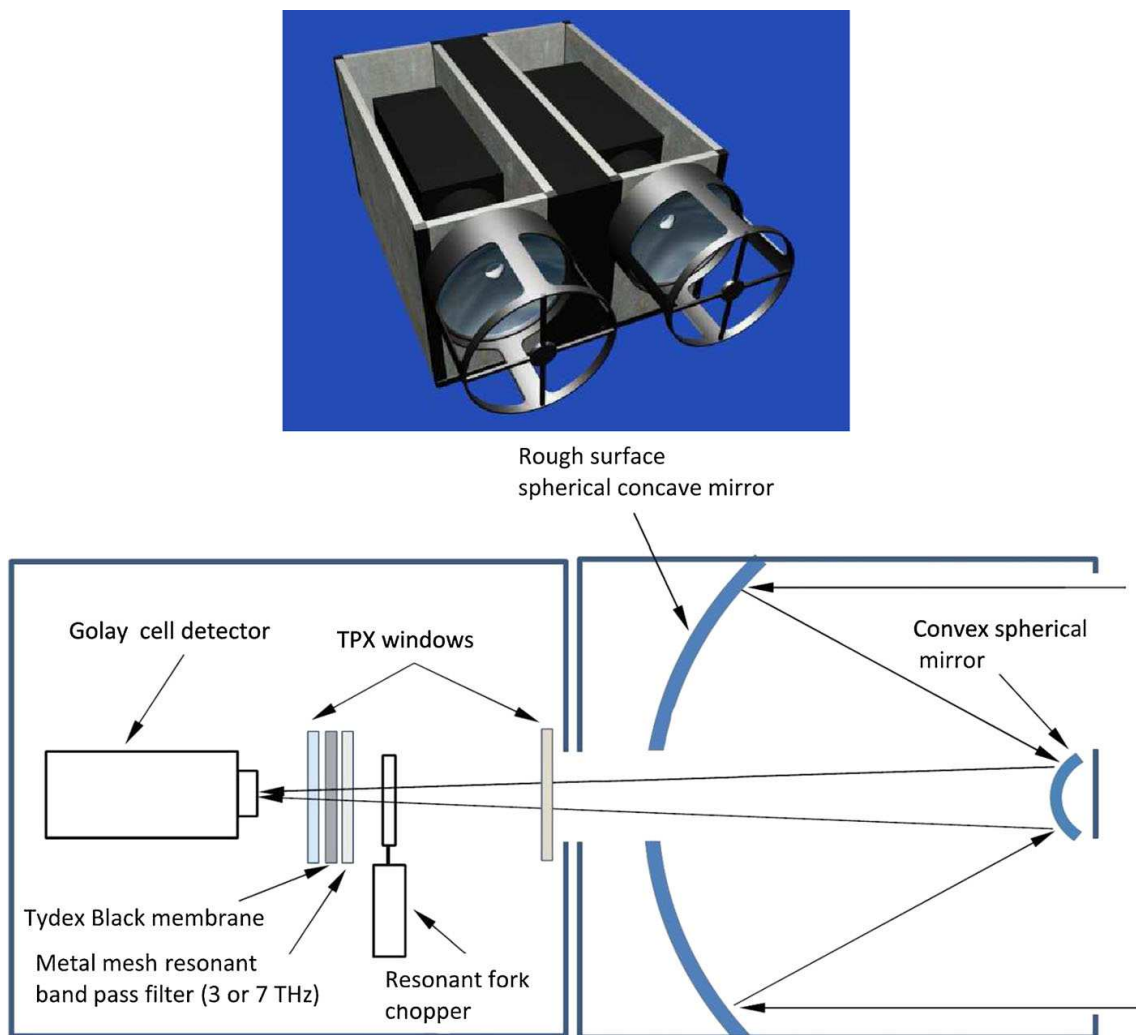 Rough surface
spherical concave mirror
Golay cell detector
TPX windows
Convex spherical
mirror
Tydex Black membrane
Metal mesh resonant
band pass filter (3 or 7 THz)
Resonant fork
chopper